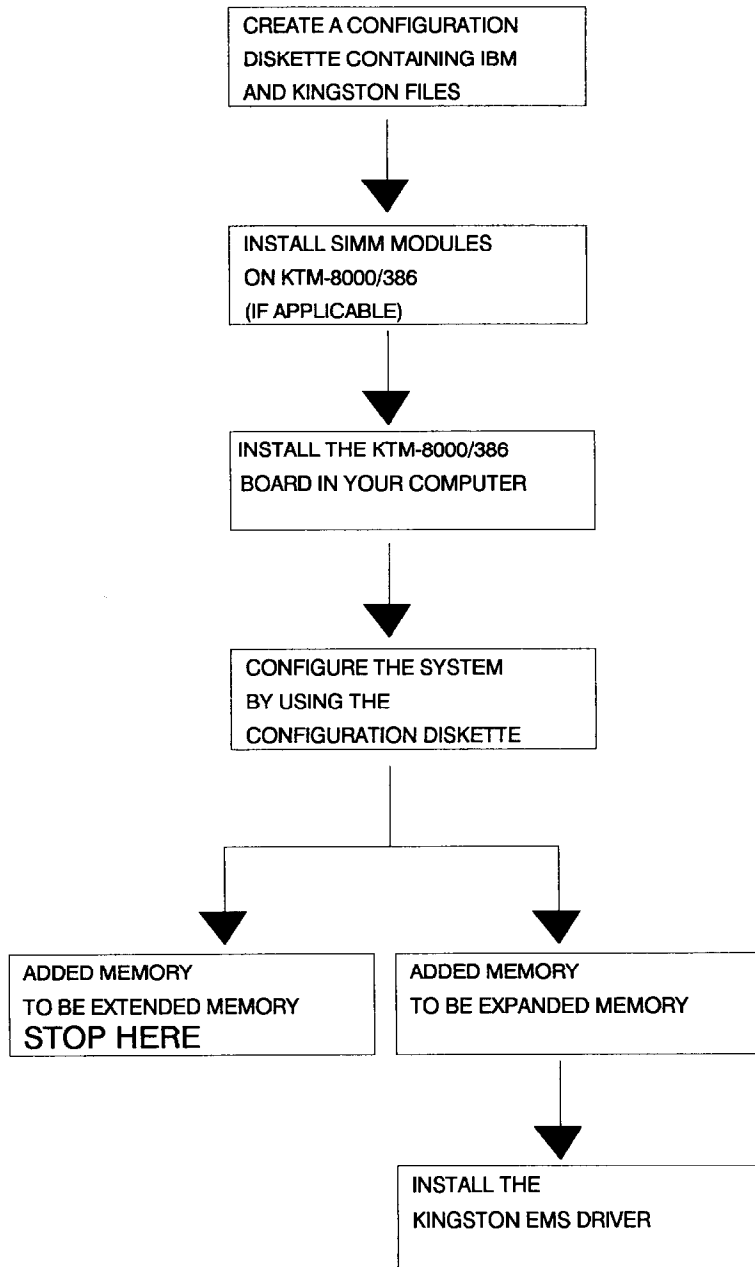 CREATE A CONFIGURATION
DISKETTE CONTAINING IBM
AND KINGSTON FILES
INSTALL SIMM MODULES
ON KTM-8000/386
(IF APPLICABLE)
INSTALL THE KTM-8000/386
BOARD IN YOUR COMPUTER
CONFIGURE THE SYSTEM
BY USING THE
CONFIGURATION DISKETTE
ADDED MEMORY
TO BE EXTENDED MEMORY
STOP HERE
ADDED MEMORY
TO BE EXPANDED MEMORY
INSTALL THE
KINGSTON EMS DRIVER